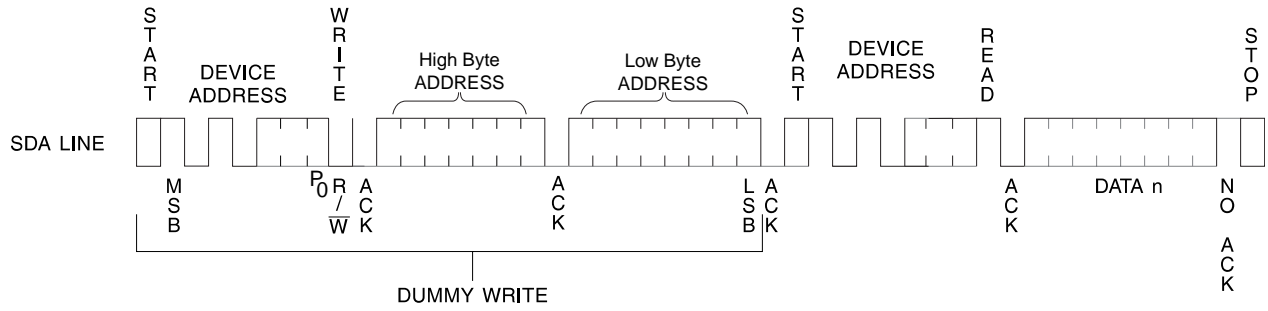 START
WRITE
START
READ
STOP
DEVICE
ADDRESS
High Byte
ADDRESS
Low Byte
ADDRESS
DEVICE
ADDRESS
SDA LINE
MSB
P0
R/W
ACK
ACK
LSB
ACK
ACK
DATA n
NO ACK
DUMMY WRITE